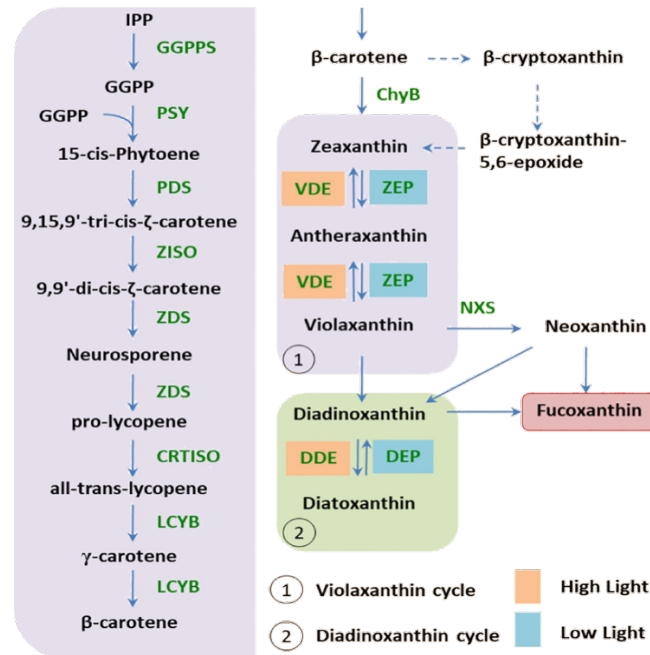 IPP
GGPPS
GGPP
GGPP
PSY
15-cis-Phytoene
PDS
9,15,9'-tri-cis-ζ-carotene
ZISO
9,9'-di-cis-ζ-carotene
ZDS
Neurosporene
ZDS
pro-lycopene
CRTISO
all-trans-lycopene
LCYB
γ-carotene
LCYB
β-carotene
β-carotene
β-cryptoxanthin
ChyB
β-cryptoxanthin-
5,6-epoxide
Zeaxanthin
VDE
ZEP
Antheraxanthin
VDE
ZEP
Violaxanthin
NXS
Neoxanthin
1
Diadinoxanthin
Fucoxanthin
DDE
DEP
Diatoxanthin
2
1 Violaxanthin cycle
High Light
2 Diadinoxanthin cycle
Low Light